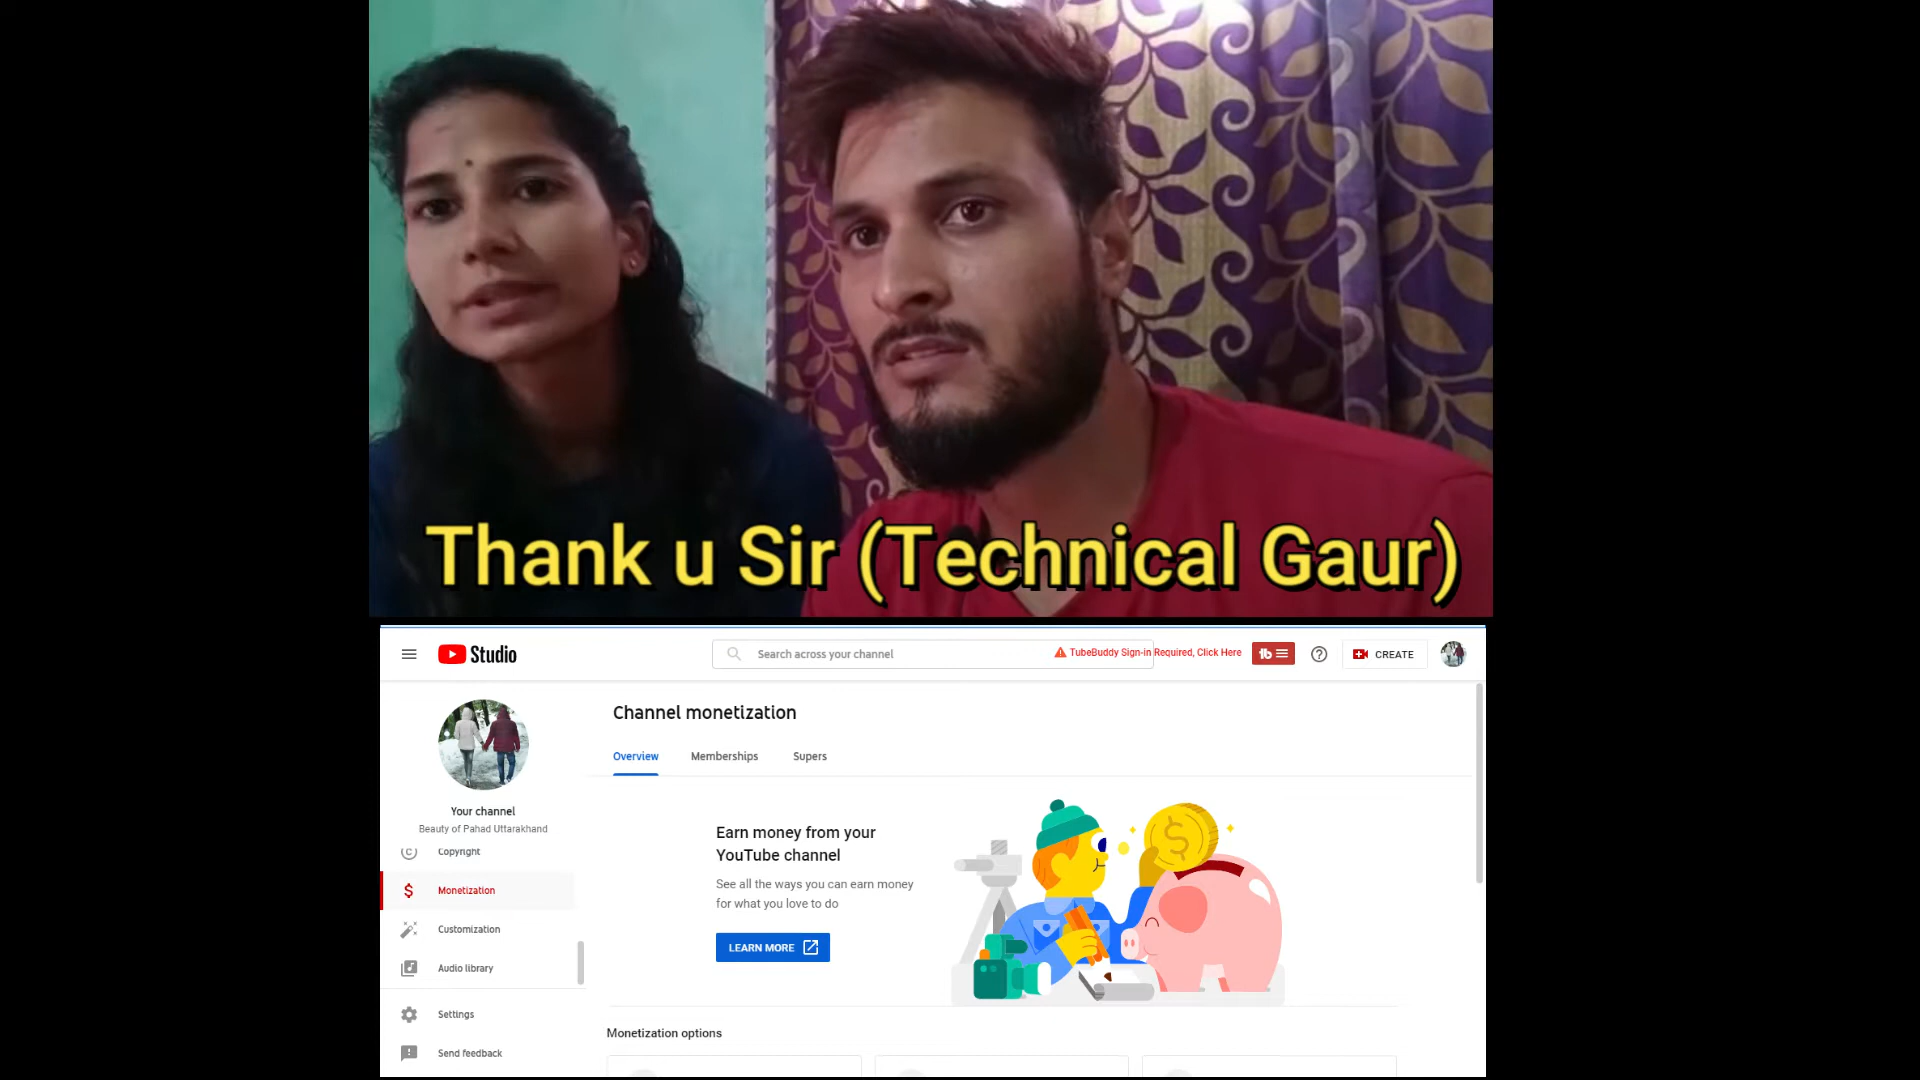 Thank u Sir (Technical Gaur)
Studio
Search across your channel
TubeBuddy Sign-in Required, Click Here
tb
CREATE
Channel monetization
Overview Memberships Supers
Your channel
Beauty of Pahad Uttarakhand
Copyright
Monetization
Customization
Audio library
Settings
Send feedback
Earn money from your
YouTube channel
See all the ways you can earn money
for what you love to do
LEARN MORE
Monetization options